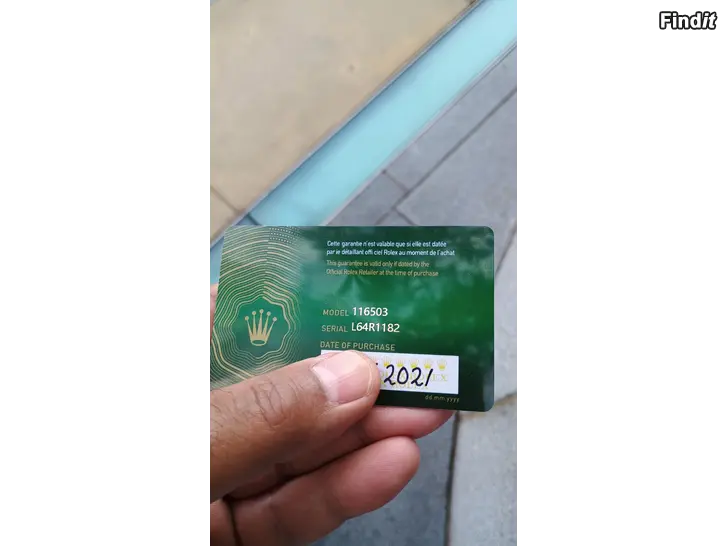 Findit
Cette garantie n'est valable que si elle est datée
par le détaillant officiel Rolex au moment de l'achat
This guarantee is valid only if dated by the
Official Rolex Retailer at the time of purchase
MODEL 116503
SERIAL L64R1182
DATE OF PURCHASE
2021
dd mm yyyy